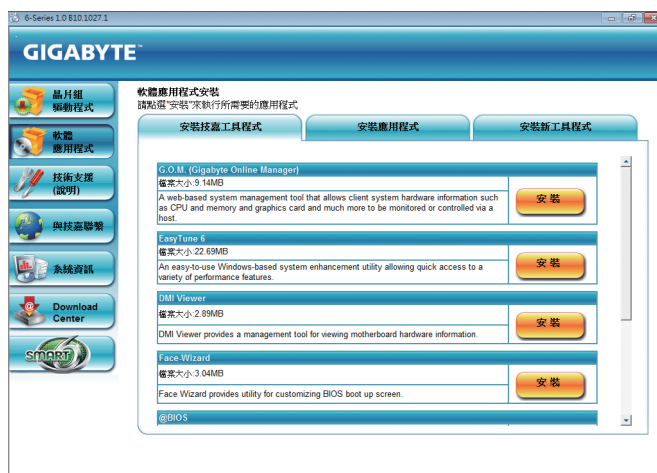 6-Series 1.0 B10.1027.1
GIGABYTE™
晶片組
驅動程式
軟體
應用程式
技術支援
(說明)
與技嘉聯繫
系統資訊
Download
Center
SMART6
軟體應用程式安裝
請點選"安裝"來執行所需要的應用程式
安裝技嘉工具程式
安裝應用程式
安裝新工具程式
G.O.M. (Gigabyte Online Manager)
檔案大小:9.14MB
A web-based system management tool that allows client system hardware information such
as CPU and memory and graphics card and much more to be monitored or controlled via a
host.
安裝
EasyTune 6
檔案大小:22.69MB
An easy-to-use Windows-based system enhancement utility allowing quick access to a
variety of performance features.
安裝
DMI Viewer
檔案大小:2.89MB
DMI Viewer provides a management tool for viewing motherboard hardware information.
安裝
Face-Wizard
檔案大小:3.04MB
Face Wizard provides utility for customizing BIOS boot up screen.
安裝
@BIOS